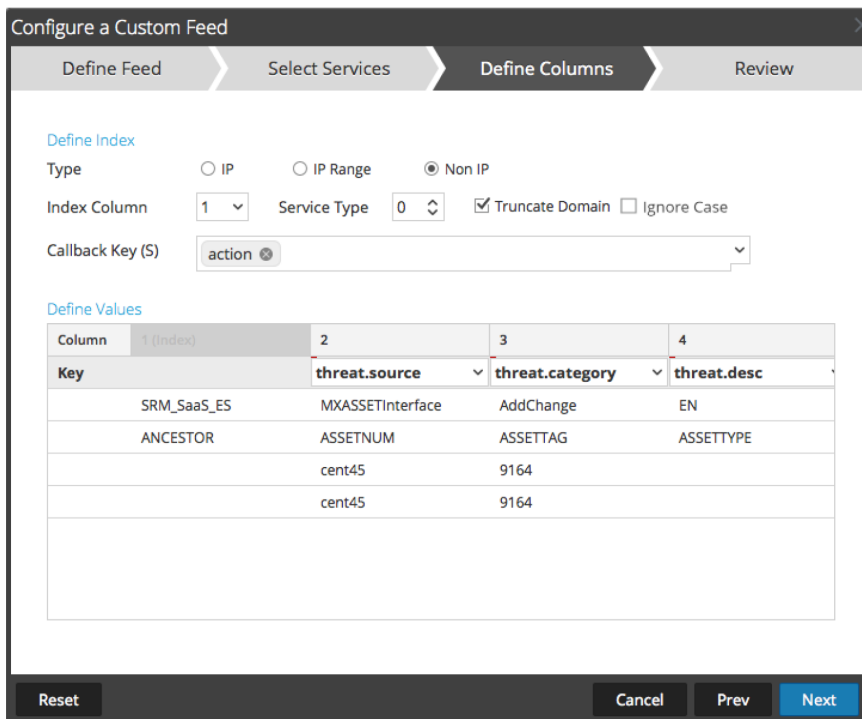 Configure a Custom Feed
Define Feed Select Services Define Columns Review
Define Index
Type IP IP Range Non IP
Index Column 1 Service Type 0 Truncate Domain Ignore Case
Callback Key (S) action
Define Values
Column 1 (Index) 2 3 4
Key threat.source threat.category threat.desc
SRM_SaaS_ES MXASSETInterface AddChange EN
ANCESTOR ASSETNUM ASSETTAG ASSETTYPE
cent45 9164
cent45 9164
Reset Cancel Prev Next